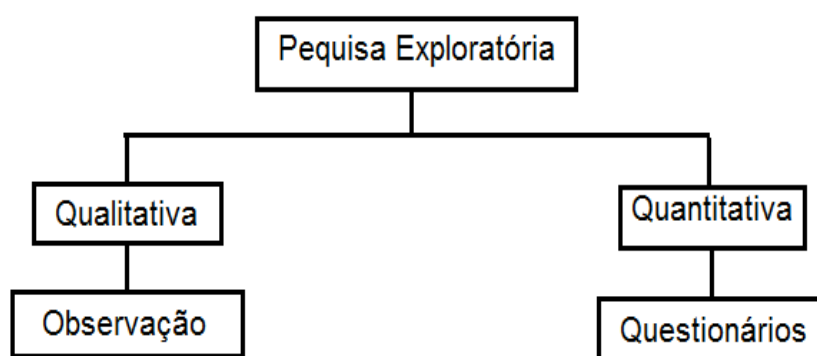 Pequisa Exploratória
Qualitativa
Quantitativa
Observação
Questionários